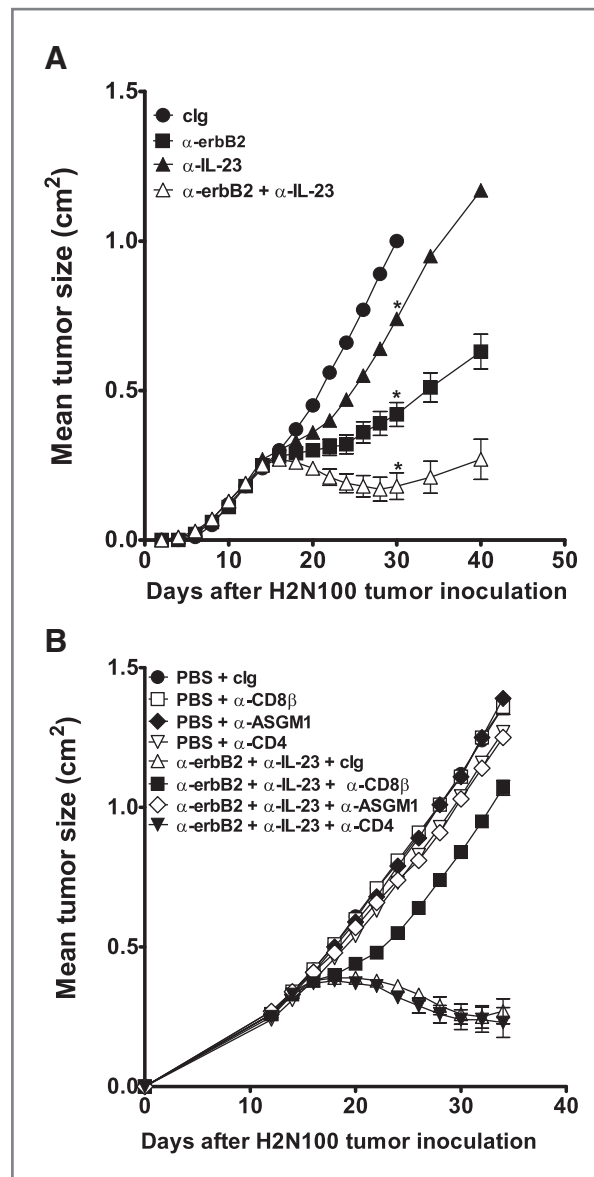 A
1.5
cIg
α-erbB2
α-IL-23
α-erbB2 + α-IL-23
1.0
0.5
0.0
Mean tumor size (cm²)
*
*
*
0 10 20 30 40 50
Days after H2N100 tumor inoculation
B
1.5
PBS + cIg
PBS + α-CD8β
PBS + α-ASGM1
PBS + α-CD4
α-erbB2 + α-IL-23 + cIg
α-erbB2 + α-IL-23 + α-CD8β
α-erbB2 + α-IL-23 + α-ASGM1
α-erbB2 + α-IL-23 + α-CD4
1.0
0.5
0.0
Mean tumor size (cm²)
0 10 20 30 40
Days after H2N100 tumor inoculation